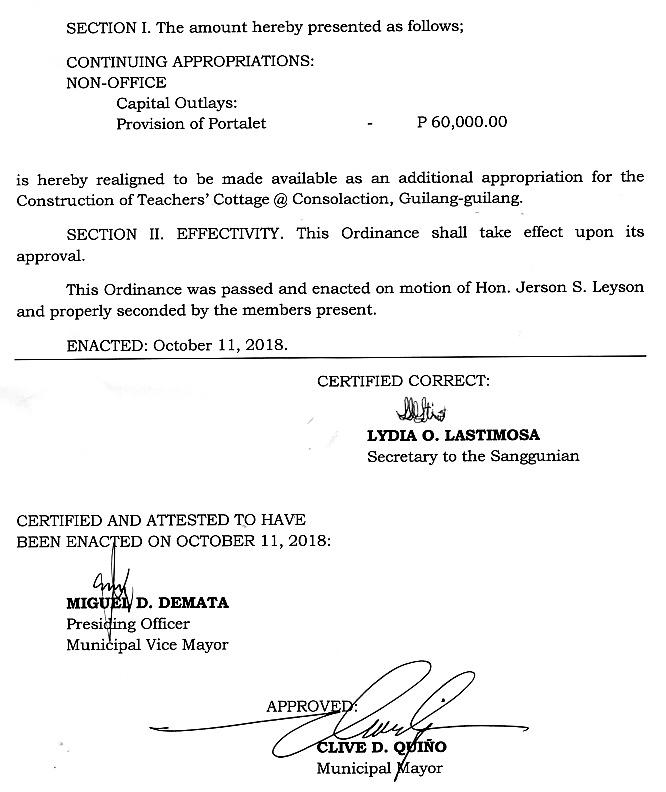 SECTION I. The amount hereby presented as follows;
CONTINUING APPROPRIATIONS:
NON-OFFICE
Capital Outlays:
Provision of Portalet - P 60,000.00
is hereby realigned to be made available as an additional appropriation for the
Construction of Teachers' Cottage @ Consolaction, Guilang-guilang.
SECTION II. EFFECTIVITY. This Ordinance shall take effect upon its
approval.
This Ordinance was passed and enacted on motion of Hon. Jerson S. Leyson
and properly seconded by the members present.
ENACTED: October 11, 2018.
CERTIFIED CORRECT:
LYDIA O. LASTIMOSA
Secretary to the Sanggunian
CERTIFIED AND ATTESTED TO HAVE
BEEN ENACTED ON OCTOBER 11, 2018:
MIGUEL D. DEMATA
Presiding Officer
Municipal Vice Mayor
APPROVED:
CLIVE D. QUIÑO
Municipal Mayor